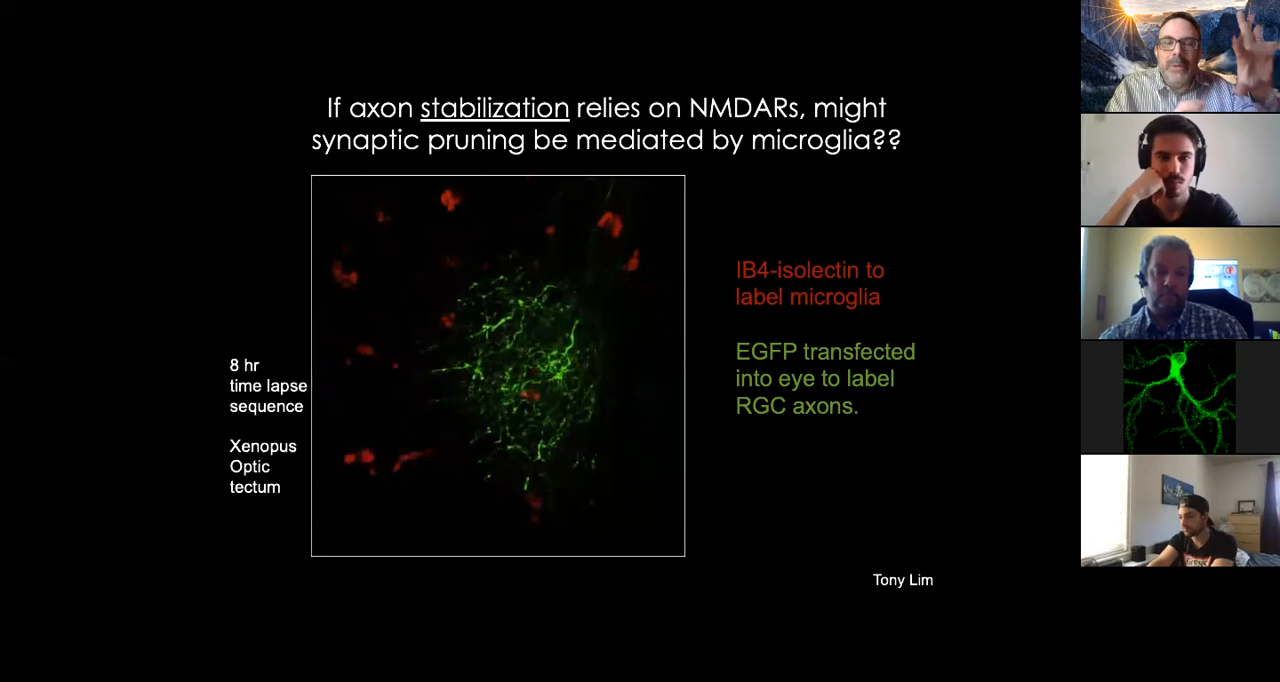 If axon stabilization relies on NMDARs, might
synaptic pruning be mediated by microglia??
IB4-isolectin to
label microglia
EGFP transfected
into eye to label
RGC axons.
8 hr
time lapse
sequence
Xenopus
Optic
tectum
Tony Lim